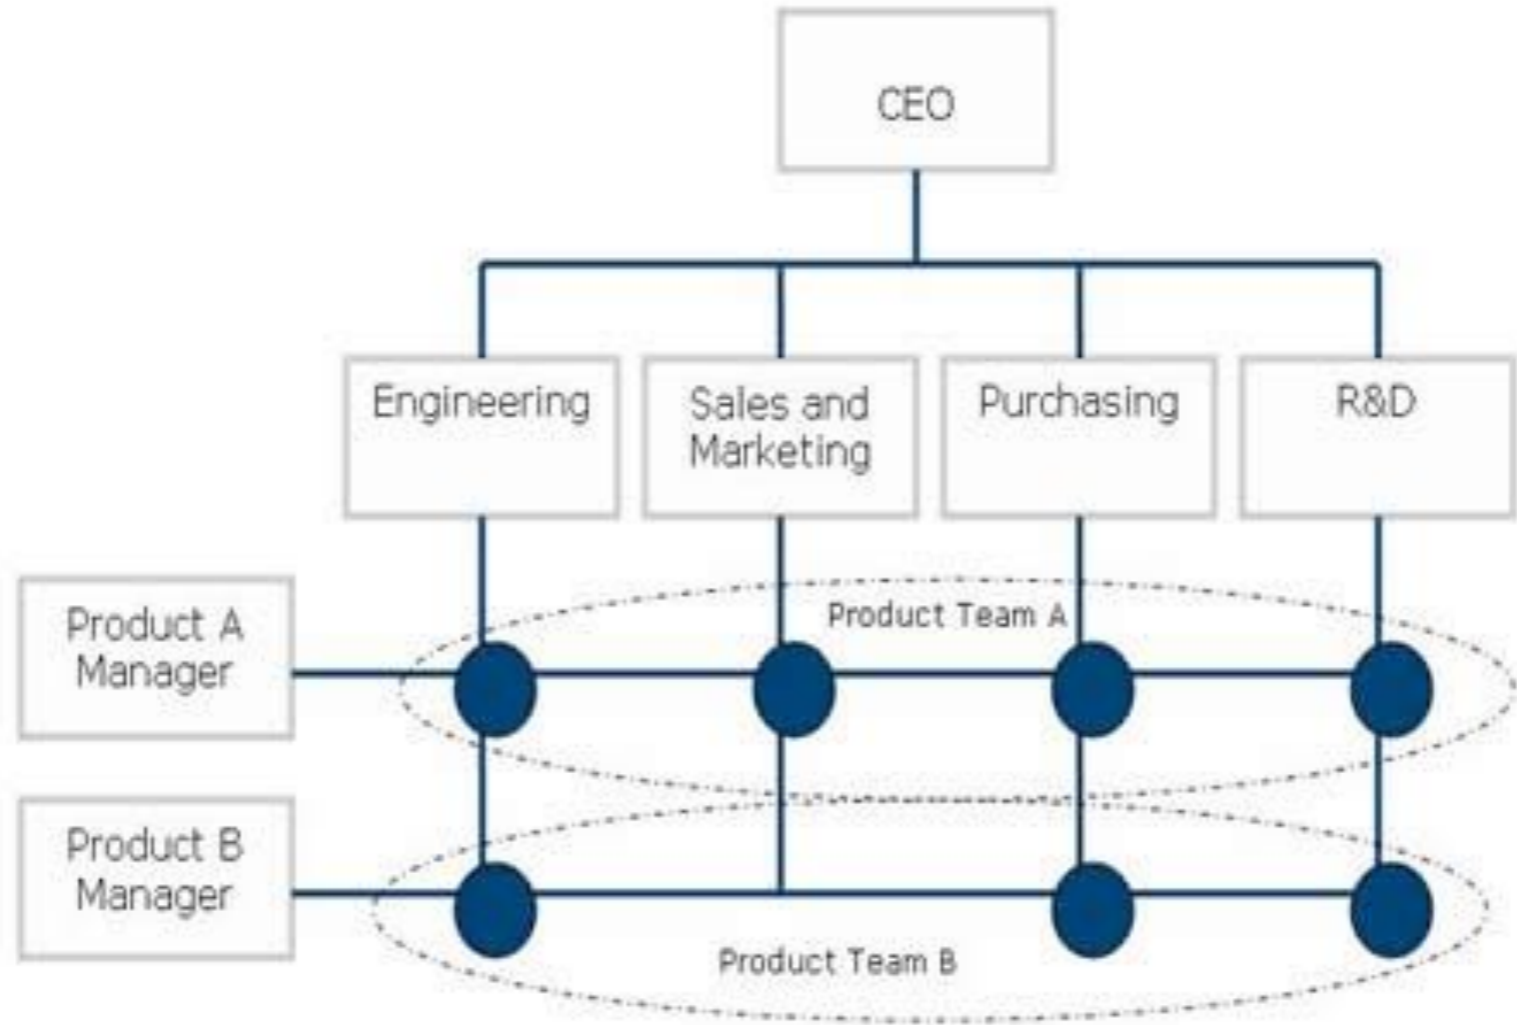 CEO
Engineering
Sales and
Marketing
Purchasing
R&D
Product A
Manager
Product Team A
Product B
Manager
Product Team B